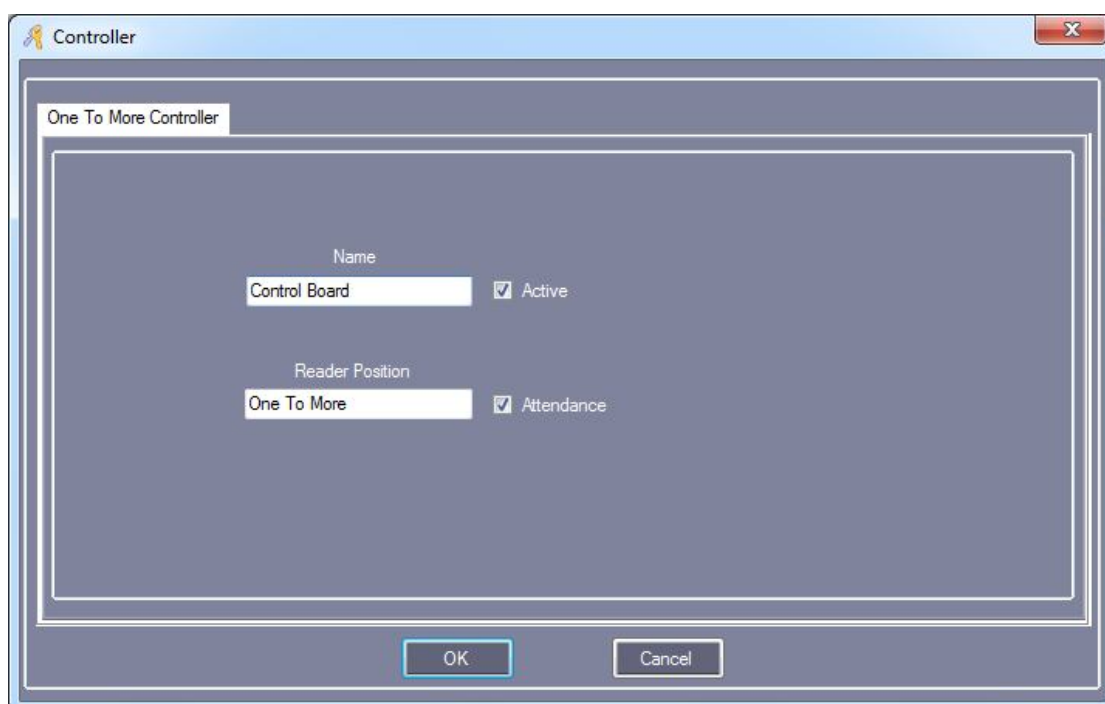 Controller
One To More Controller
Name
Control Board
Active
Reader Position
One To More
Attendance
OK
Cancel